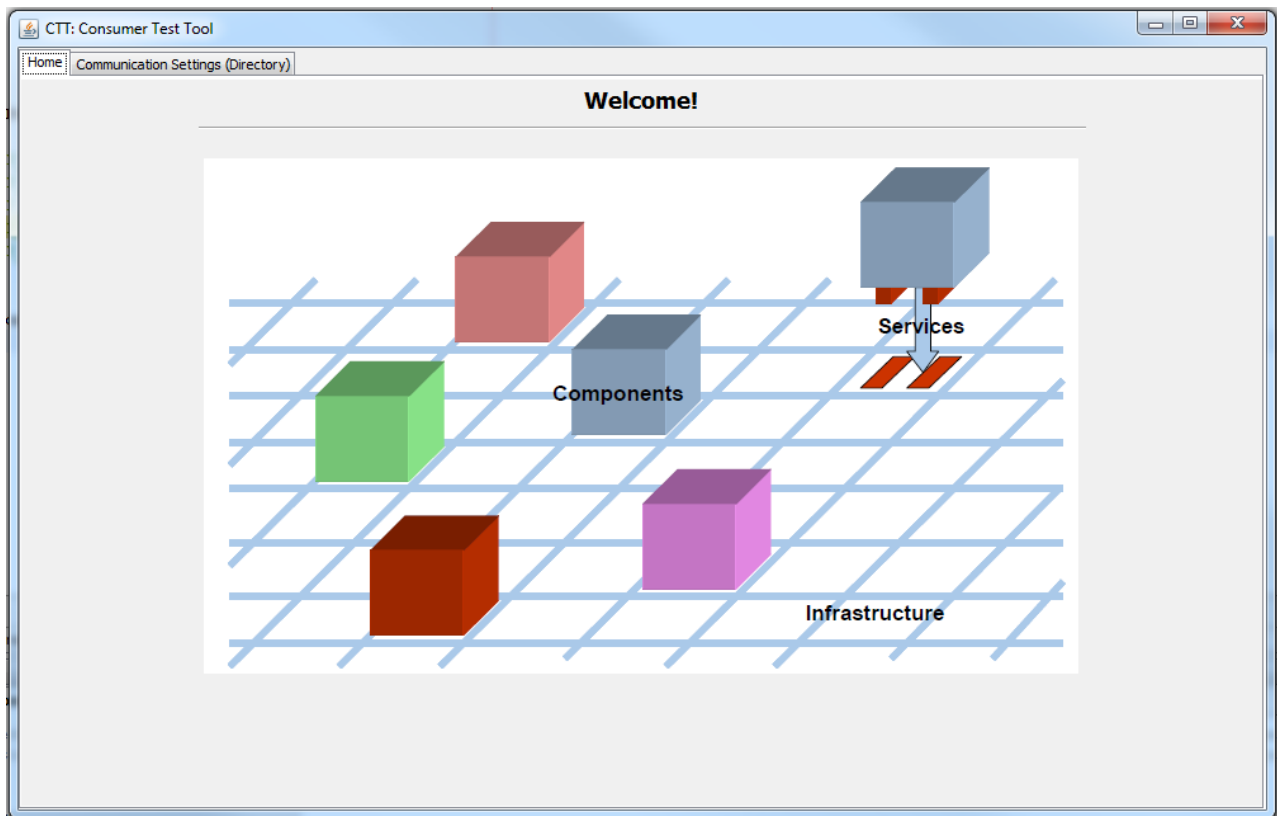 CTT: Consumer Test Tool
Home
Communication Settings (Directory)
Welcome!
Services
Components
Infrastructure